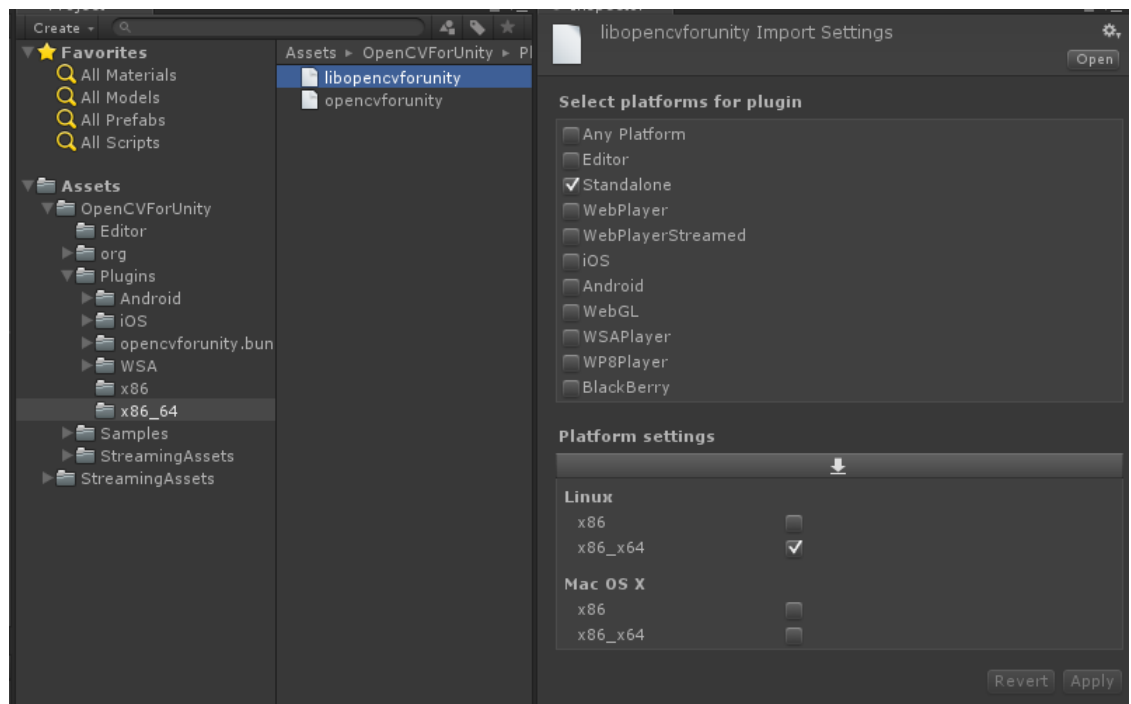 Create
Favorites
All Materials
All Models
All Prefabs
All Scripts
Assets
OpenCVForUnity
Editor
org
Plugins
Android
iOS
opencvforunity.bun
WSA
x86
x86_64
Samples
StreamingAssets
StreamingAssets
Assets ▸ OpenCVForUnity ▸ Pl
libopencvforunity
opencvforunity
libopencvforunity Import Settings
Open
Select platforms for plugin
Any Platform
Editor
Standalone
WebPlayer
WebPlayerStreamed
iOS
Android
WebGL
WSAPlayer
WP8Player
BlackBerry
Platform settings
Linux
x86
x86_x64
Mac OS X
x86
x86_x64
Revert Apply